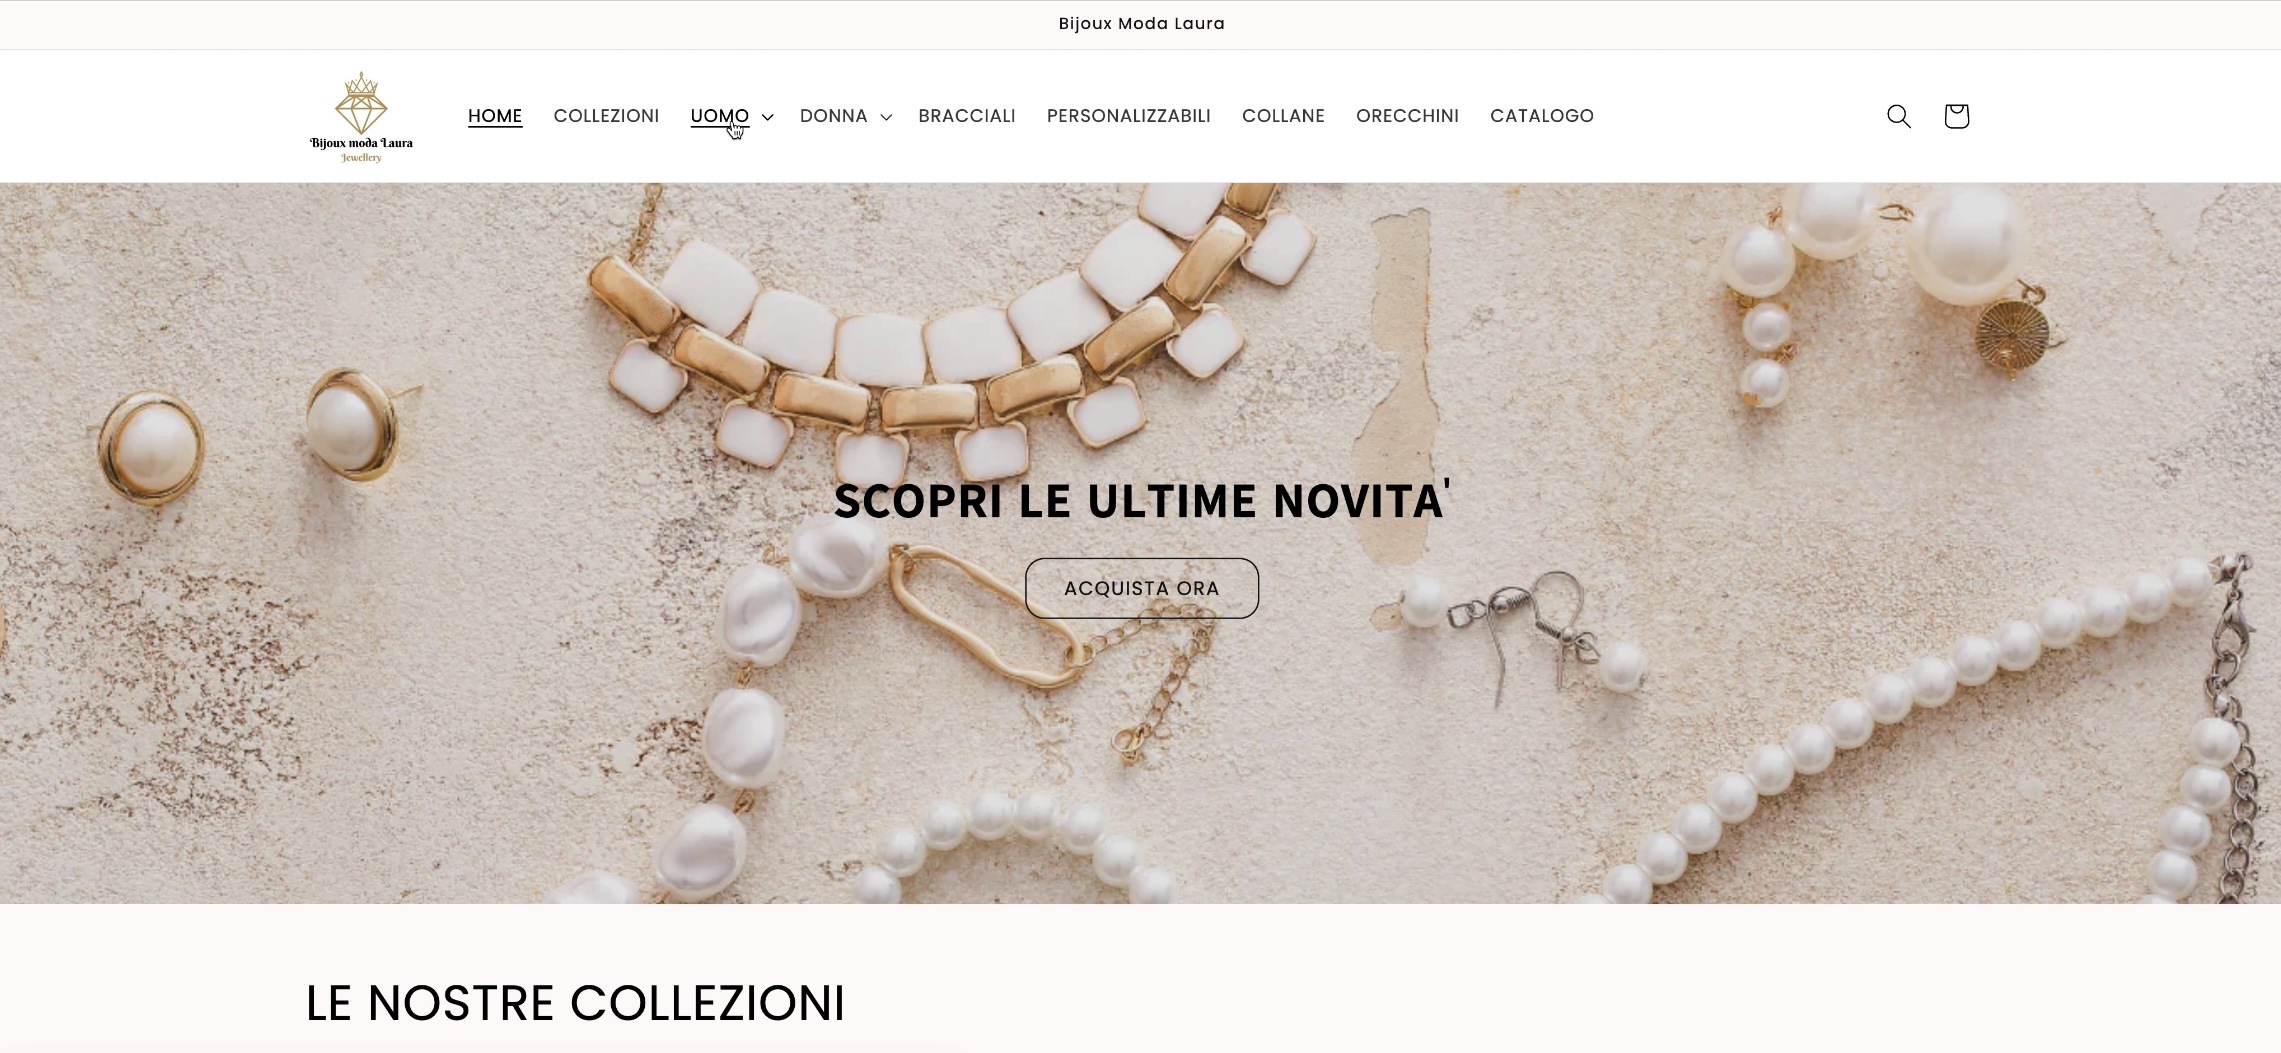 Bijoux Moda Laura
Bijoux moda Laura
Jewellery
HOME COLLEZIONI UOMO DONNA BRACCIALI PERSONALIZZABILI COLLANE ORECCHINI CATALOGO
SCOPRI LE ULTIME NOVITA'
ACQUISTA ORA
LE NOSTRE COLLEZIONI